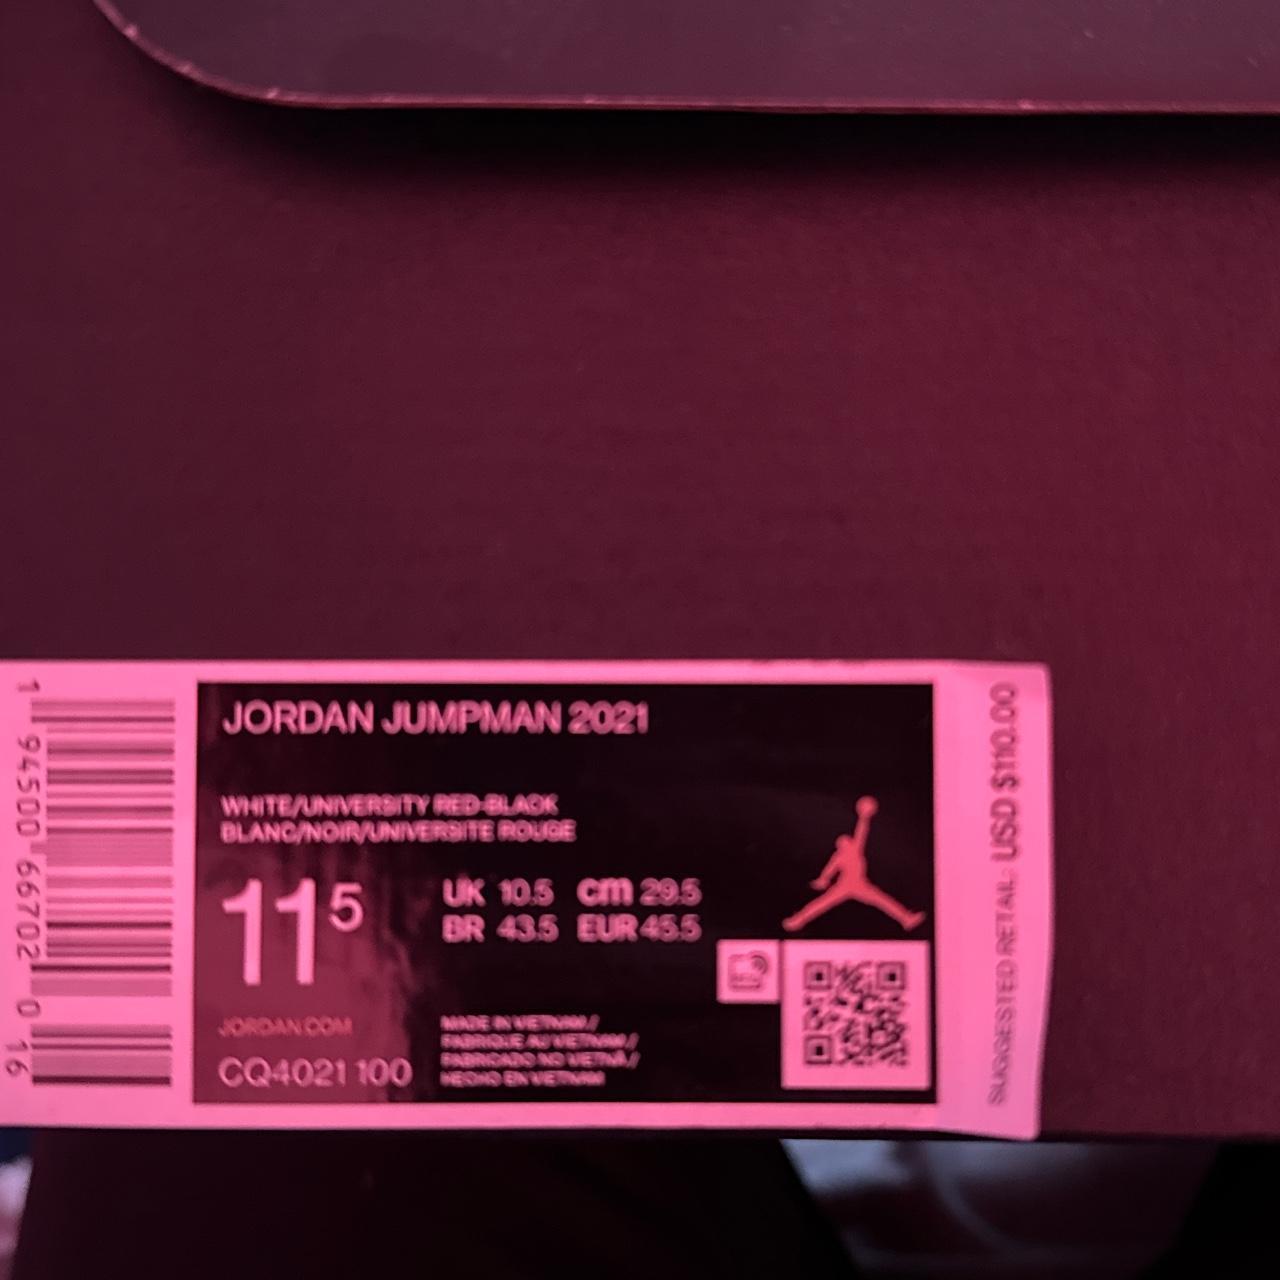 JORDAN JUMPMAN 2021
WHITE/UNIVERSITY RED-BLACK
BLANC/NOIR/UNIVERSITE ROUGE
11 5
UK 10.5 cm 29.5
BR 43.5 EUR 45.5
JORDAN.COM
CQ4021 100
MADE IN VIETNAM /
FABRIQUE AU VIETNAM /
FABRICADO NO VIETNÃ /
HECHO EN VIETNAM
1 94500 66702 0 16
SUGGESTED RETAIL: USD $110.00